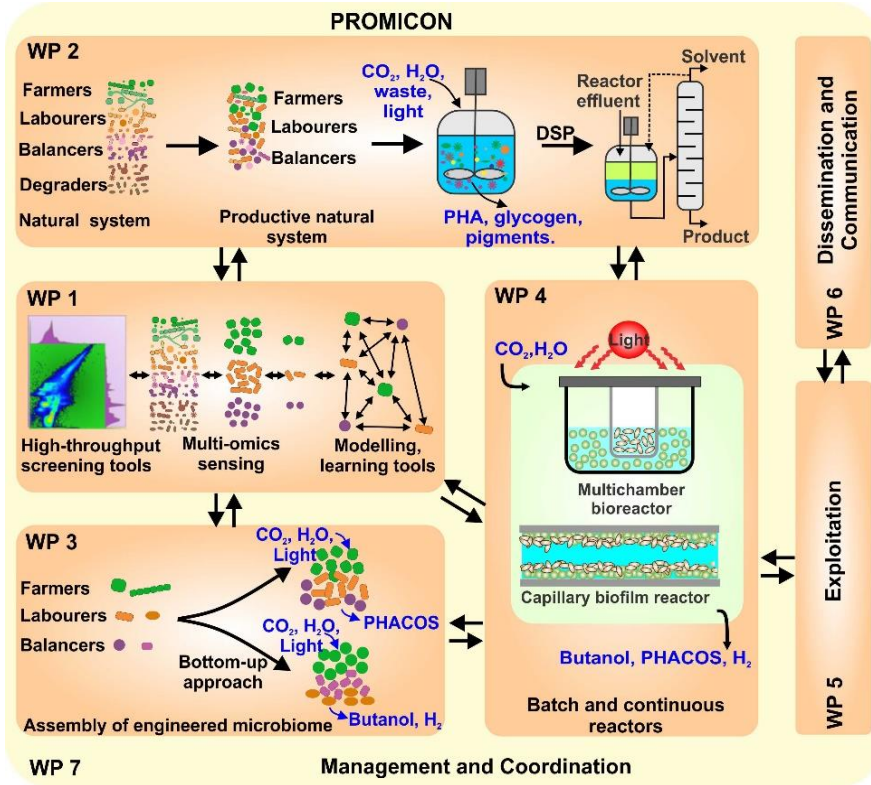 PROMICON
WP 2
Farmers
Labourers
Balancers
Degraders
Natural system
Farmers
Labourers
Balancers
Productive natural
system
CO2, H2O,
waste,
light
PHA, glycogen,
pigments.
DSP
Reactor
effluent
Solvent
Product
WP 1
High-throughput
screening tools
Multi-omics
sensing
Modelling,
learning tools
WP 3
Farmers
Labourers
Balancers
Bottom-up
approach
CO2, H2O,
Light
PHACOS
CO2, H2O,
Light
Butanol, H2
Assembly of engineered microbiome
WP 4
Light
CO2,H2O
Multichamber
bioreactor
Capillary biofilm reactor
Butanol, PHACOS, H2
Batch and continuous
reactors
WP 6
Dissemination and
Communication
WP 5
Exploitation
WP 7
Management and Coordination